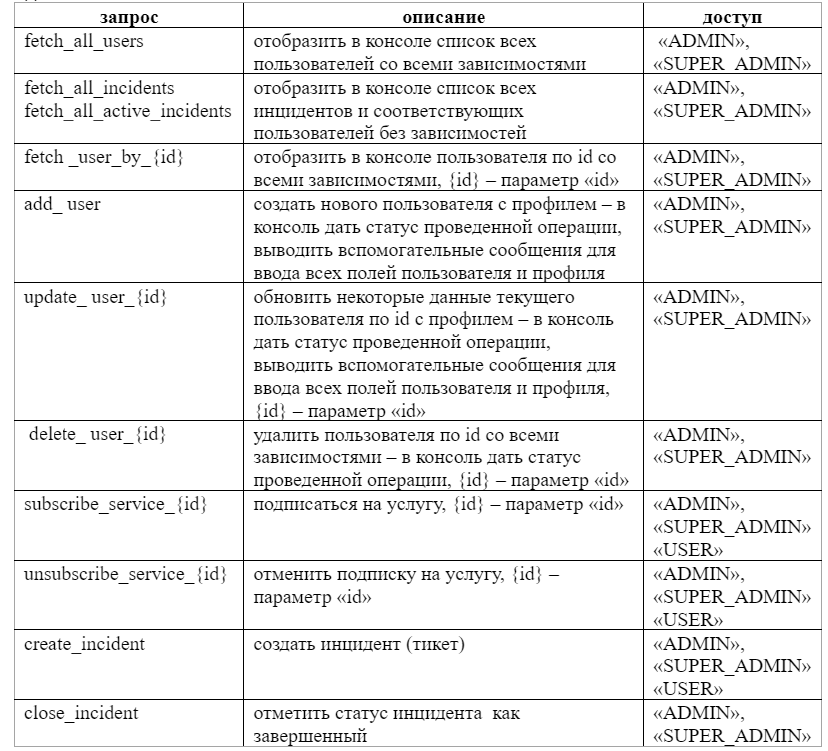 запрос описание доступ
fetch_all_users отобразить в консоле список всех «ADMIN»,
пользователей со всеми зависимостями «SUPER_ADMIN»
fetch_all_incidents отобразить в консоле список всех «ADMIN»,
fetch_all_active_incidents инцидентов и соответствующих «SUPER_ADMIN»
пользователей без зависимостей
fetch _user_by_{id} отобразить в консоле пользователя по id со «ADMIN»,
всеми зависимостями, {id} – параметр «id» «SUPER_ADMIN»
add_ user создать нового пользователя с профилем – в «ADMIN»,
консоль дать статус проведенной операции, «SUPER_ADMIN»
выводить вспомогательные сообщения для
ввода всех полей пользователя и профиля
update_ user_{id} обновить некоторые данные текущего «ADMIN»,
пользователя по id с профилем – в консоль «SUPER_ADMIN»
дать статус проведенной операции,
выводить вспомогательные сообщения для
ввода всех полей пользователя и профиля,
{id} – параметр «id»
delete_ user_{id} удалить пользователя по id со всеми «ADMIN»,
зависимостями – в консоль дать статус «SUPER_ADMIN»
проведенной операции, {id} – параметр «id»
subscribe_service_{id} подписаться на услугу, {id} – параметр «id» «ADMIN»,
«SUPER_ADMIN»
«USER»
unsubscribe_service_{id} отменить подписку на услугу, {id} – «ADMIN»,
параметр «id» «SUPER_ADMIN»
«USER»
create_incident создать инцидент (тикет) «ADMIN»,
«SUPER_ADMIN»
«USER»
close_incident отметить статус инцидента как «ADMIN»,
завершенный «SUPER_ADMIN»